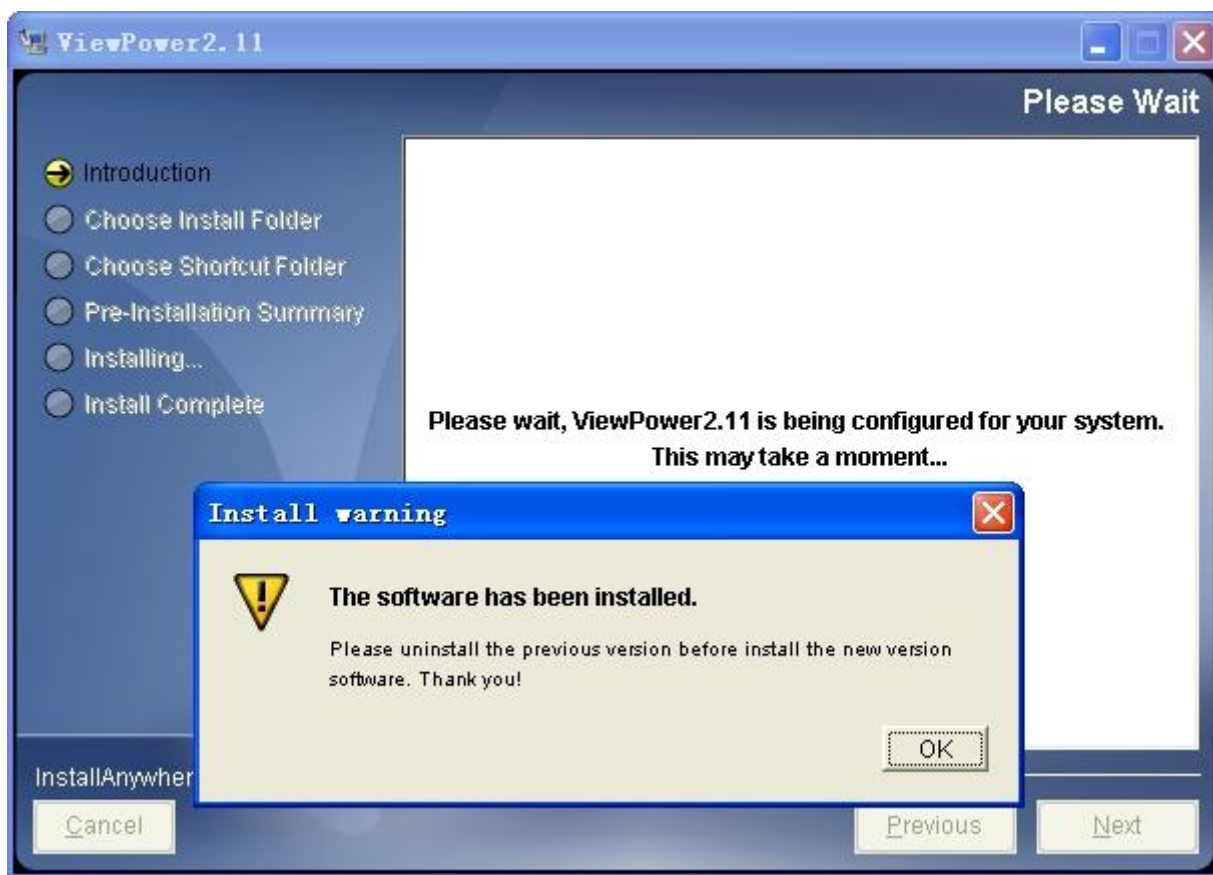 ViewPower2.11
Please Wait
Introduction
Choose Install Folder
Choose Shortcut Folder
Pre-Installation Summary
Installing...
Install Complete
Please wait, ViewPower2.11 is being configured for your system.
This may take a moment...
Install warning
The software has been installed.
Please uninstall the previous version before install the new version
software. Thank you!
OK
InstallAnywher
Cancel
Previous
Next